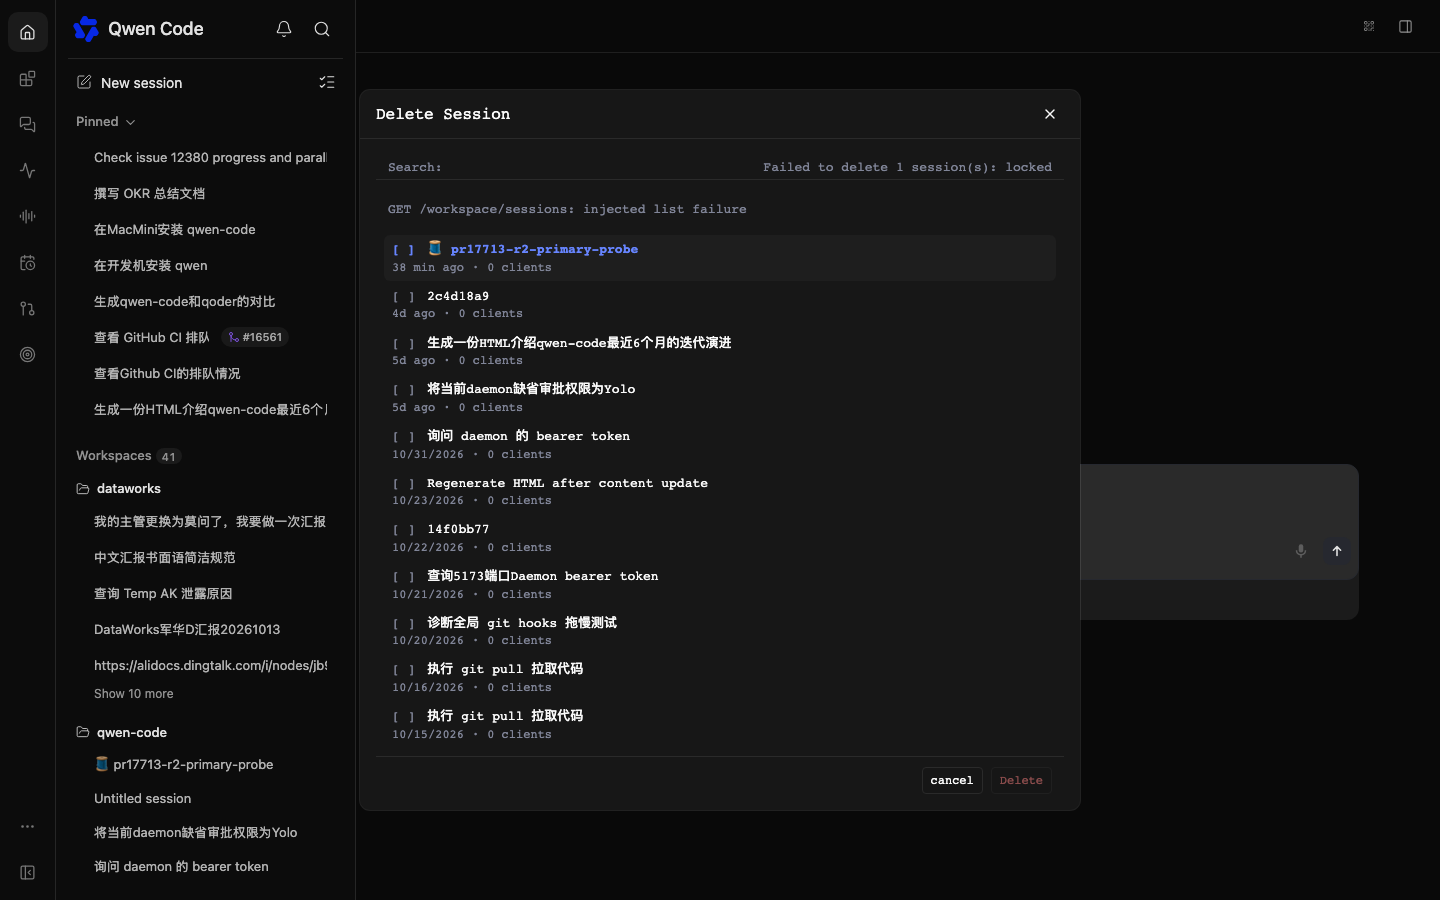 Qwen Code
New session
Pinned
Check issue 12380 progress and paral
撰写 OKR 总结文档
在MacMini安装 qwen-code
在开发机安装 qwen
生成qwen-code和qoder的对比
查看 GitHub CI 排队 #16561
查看Github CI的排队情况
生成一份HTML介绍qwen-code最近6个月
Workspaces 41
dataworks
我的主管更换为莫问了，我要做一次汇报
中文汇报书面语简洁规范
查询 Temp AK 泄露原因
DataWorks军华D汇报20261013
https://alidocs.dingtalk.com/i/nodes/jb9
Show 10 more
qwen-code
pr17713-r2-primary-probe
Untitled session
将当前daemon缺省审批权限为Yolo
询问 daemon 的 bearer token
Delete Session
Search: Failed to delete 1 session(s): locked
GET /workspace/sessions: injected list failure
[ ] pr17713-r2-primary-probe
38 min ago · 0 clients
[ ] 2c4d18a9
4d ago · 0 clients
[ ] 生成一份HTML介绍qwen-code最近6个月的迭代演进
5d ago · 0 clients
[ ] 将当前daemon缺省审批权限为Yolo
5d ago · 0 clients
[ ] 询问 daemon 的 bearer token
10/31/2026 · 0 clients
[ ] Regenerate HTML after content update
10/23/2026 · 0 clients
[ ] 14f0bb77
10/22/2026 · 0 clients
[ ] 查询5173端口Daemon bearer token
10/21/2026 · 0 clients
[ ] 诊断全局 git hooks 拖慢测试
10/20/2026 · 0 clients
[ ] 执行 git pull 拉取代码
10/16/2026 · 0 clients
[ ] 执行 git pull 拉取代码
10/15/2026 · 0 clients
cancel Delete